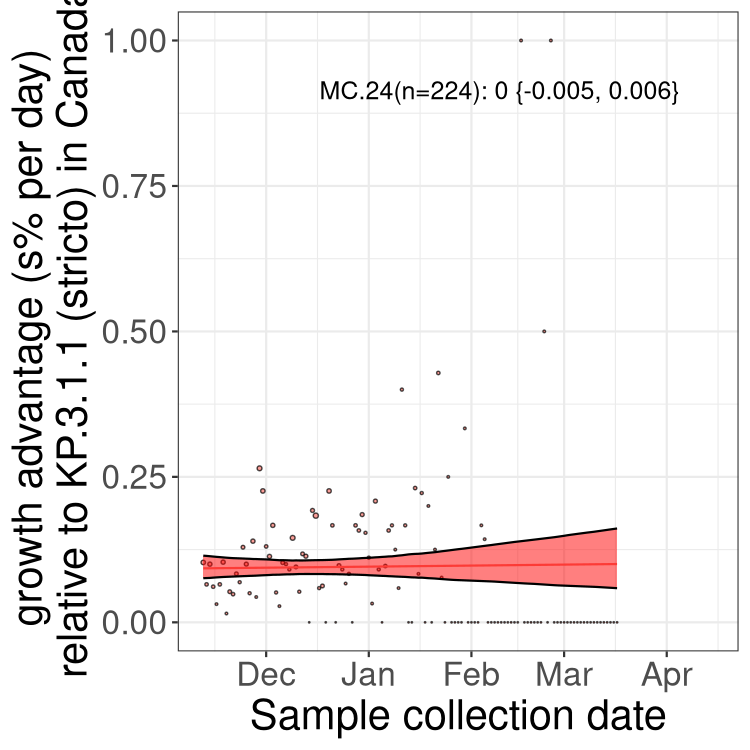 growth advantage (s% per day)
relative to KP.3.1.1 (stricto) in Canada
1.00
0.75
0.50
0.25
0.00
MC.24(n=224): 0 {-0.005, 0.006}
Dec Jan Feb Mar Apr
Sample collection date